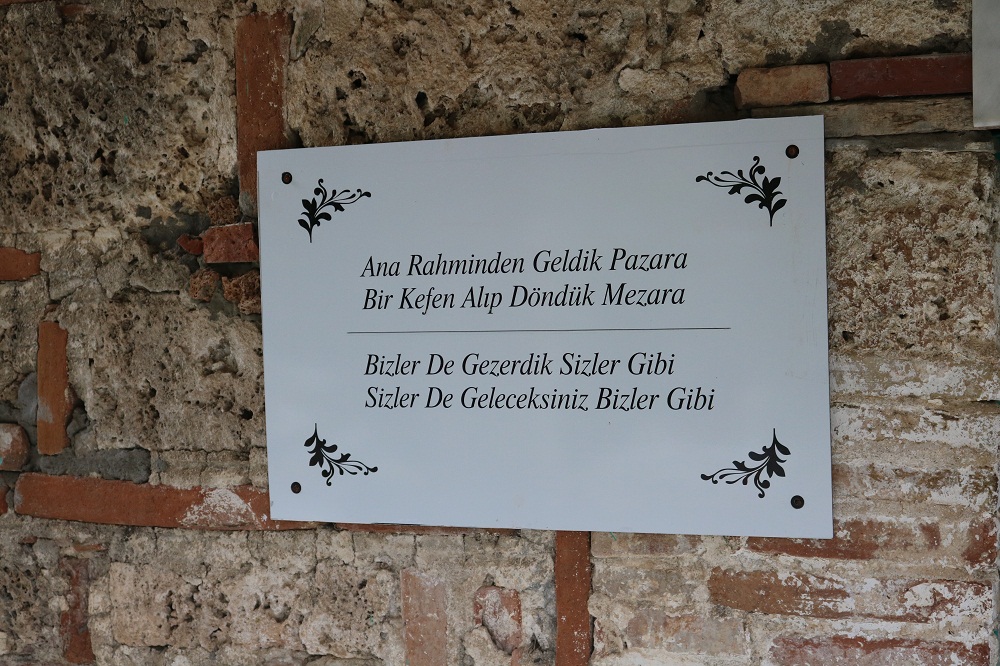 Ana Rahminden Geldik Pazara
Bir Kefen Alıp Döndük Mezara
Bizler De Gezerdik Sizler Gibi
Sizler De Geleceksiniz Bizler Gibi